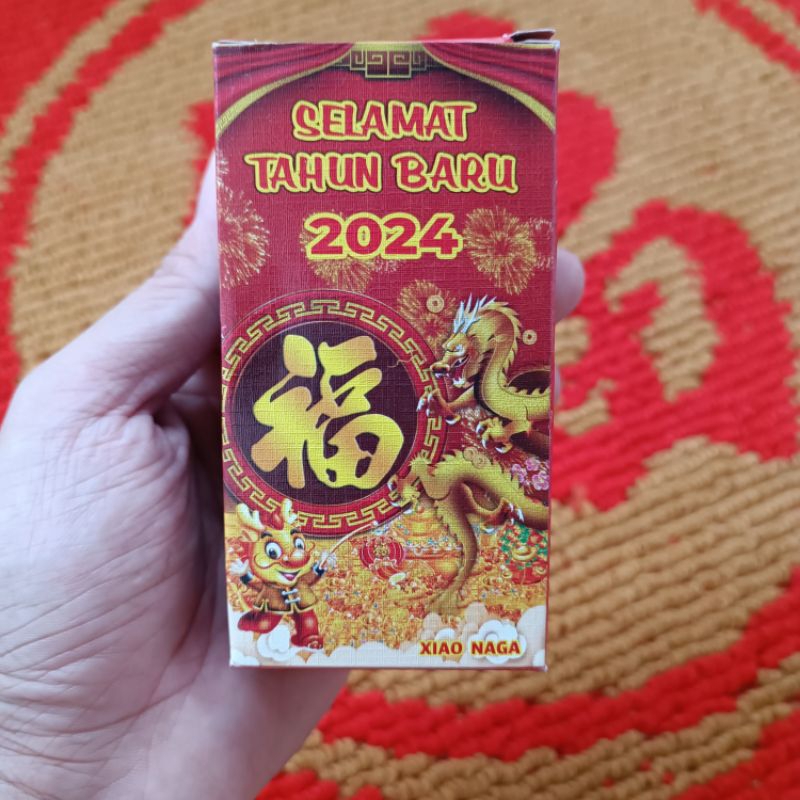 SELAMAT
TAHUN BARU
2024
福
XIAO NAGA